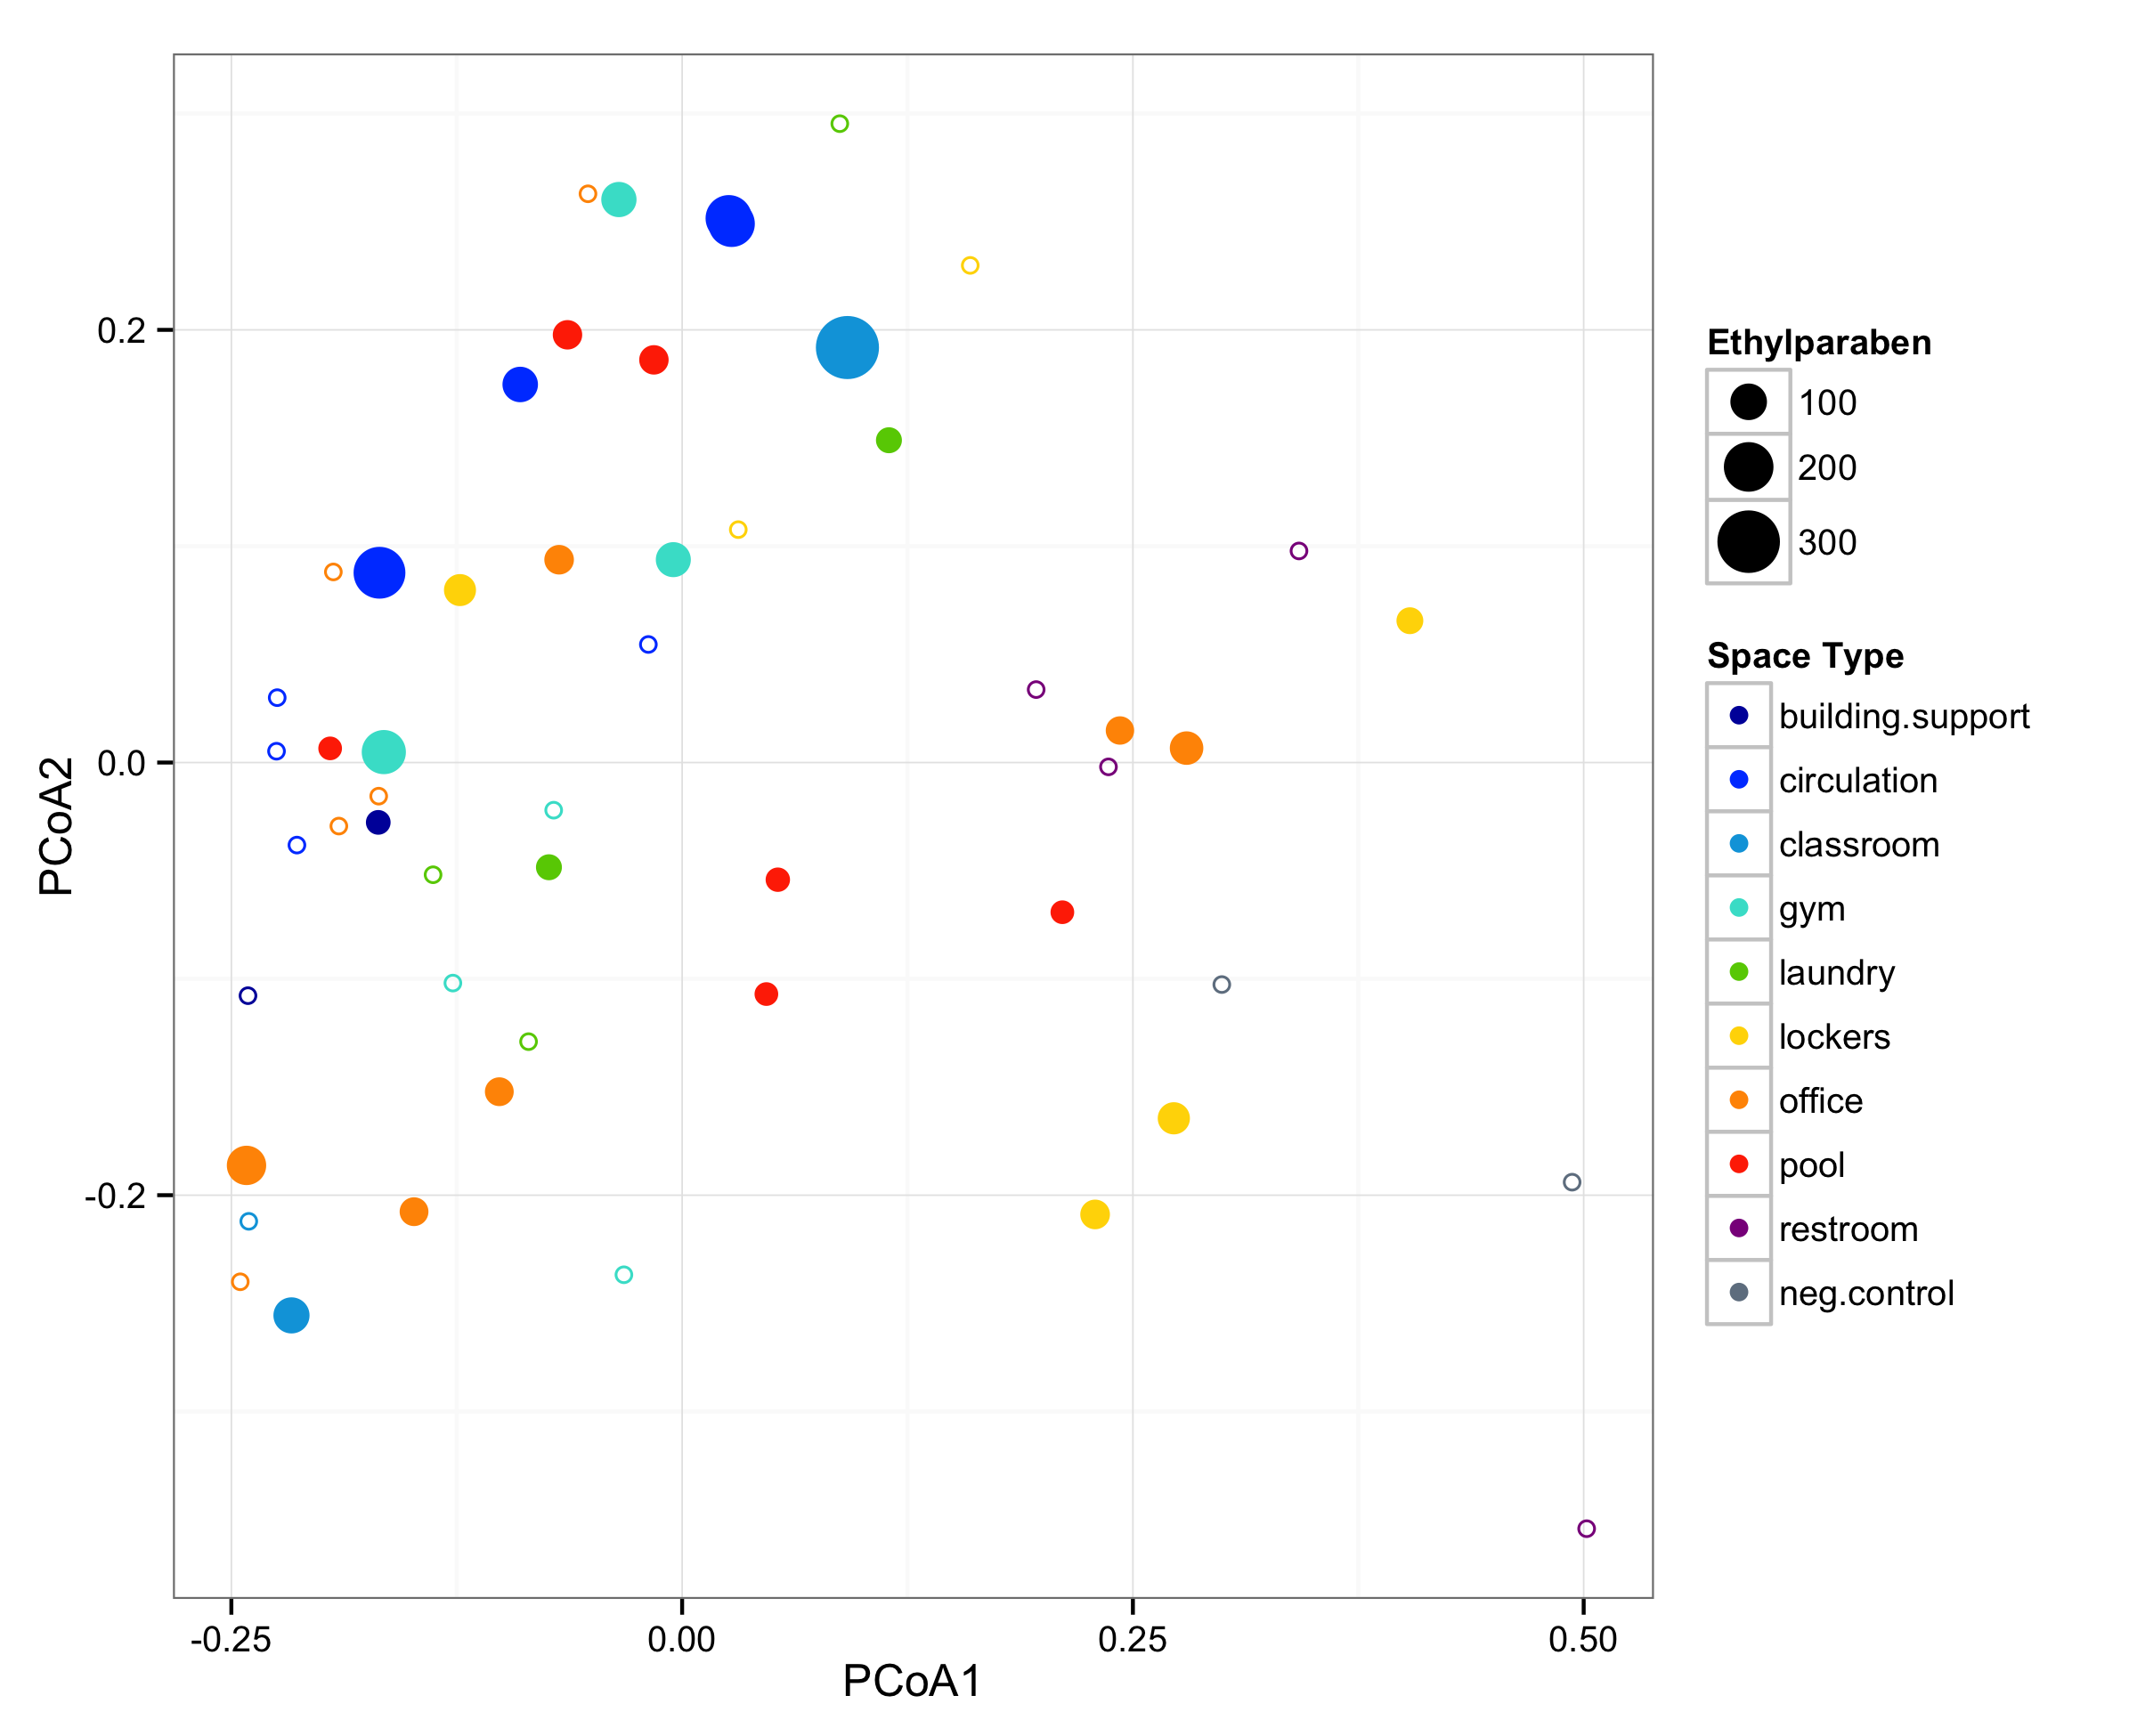 0.2
0.0
-0.2
PCoA2
-0.25
0.00
0.25
0.50
PCoA1
Ethylparaben
100
200
300
Space Type
building.support
circulation
classroom
gym
laundry
lockers
office
pool
restroom
neg.control